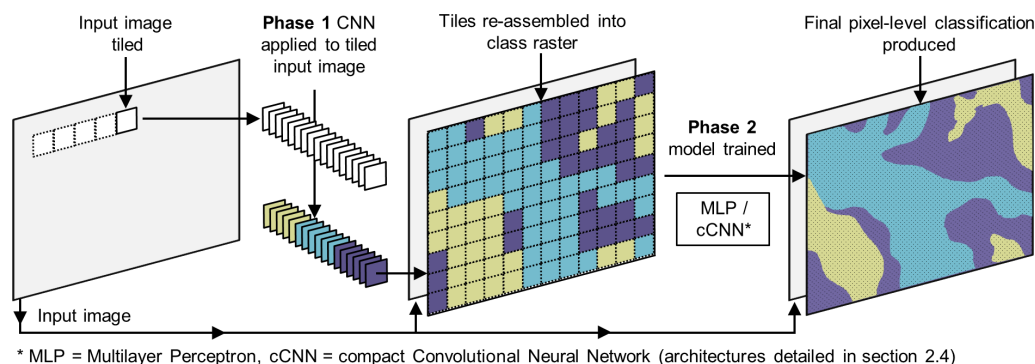 Input image
tiled
Phase 1 CNN
applied to tiled
input image
Tiles re-assembled into
class raster
Final pixel-level classification
produced
Phase 2
model trained
MLP /
cCNN*
Input image
* MLP = Multilayer Perceptron, cCNN = compact Convolutional Neural Network (architectures detailed in section 2.4)